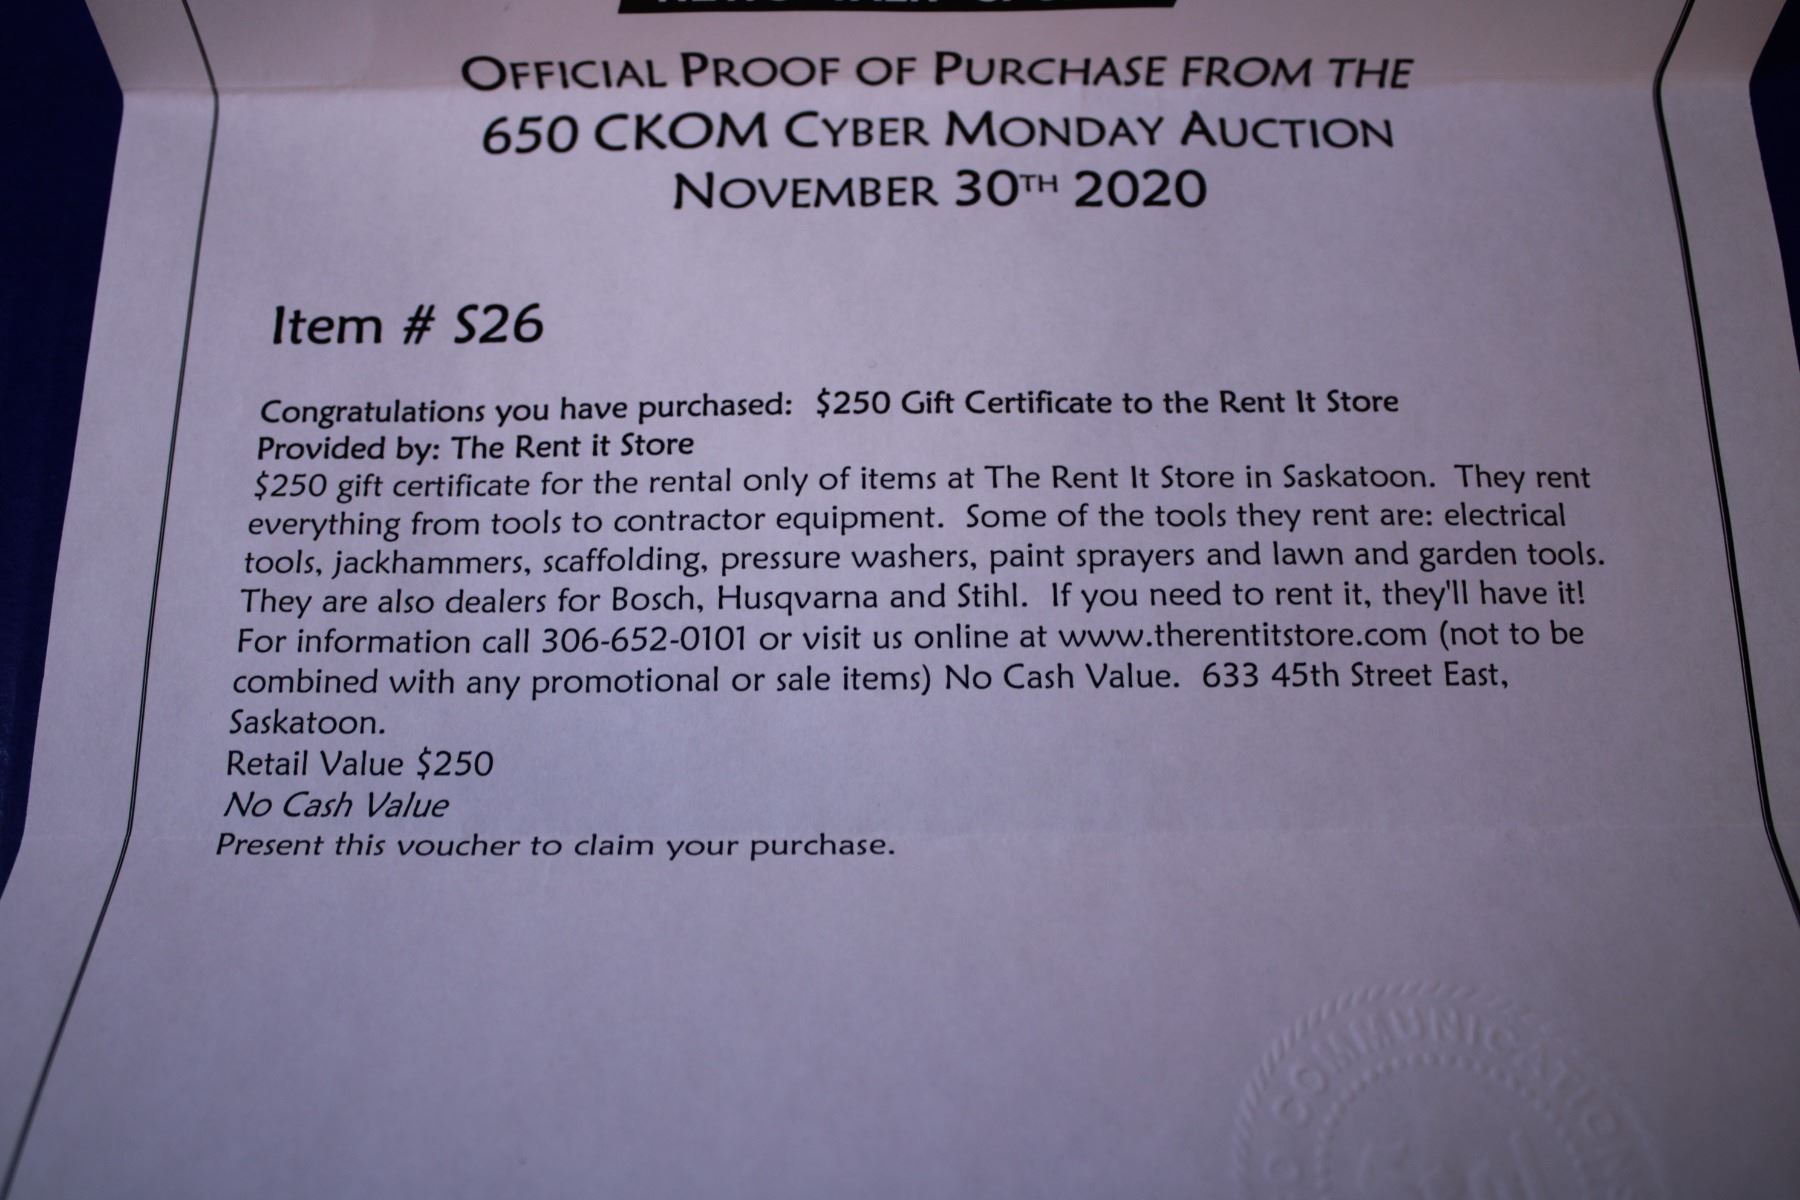 OFFICIAL PROOF OF PURCHASE FROM THE
650 CKOM CYBER MONDAY AUCTION
NOVEMBER 30TH 2020
Item # S26
Congratulations you have purchased: $250 Gift Certificate to the Rent It Store
Provided by: The Rent it Store
$250 gift certificate for the rental only of items at The Rent It Store in Saskatoon. They rent
everything from tools to contractor equipment. Some of the tools they rent are: electrical
tools, jackhammers, scaffolding, pressure washers, paint sprayers and lawn and garden tools.
They are also dealers for Bosch, Husqvarna and Stihl. If you need to rent it, they'll have it!
For information call 306-652-0101 or visit us online at www.therentitstore.com (not to be
combined with any promotional or sale items) No Cash Value. 633 45th Street East,
Saskatoon.
Retail Value $250
No Cash Value
Present this voucher to claim your purchase.
COMMUNICATIONS